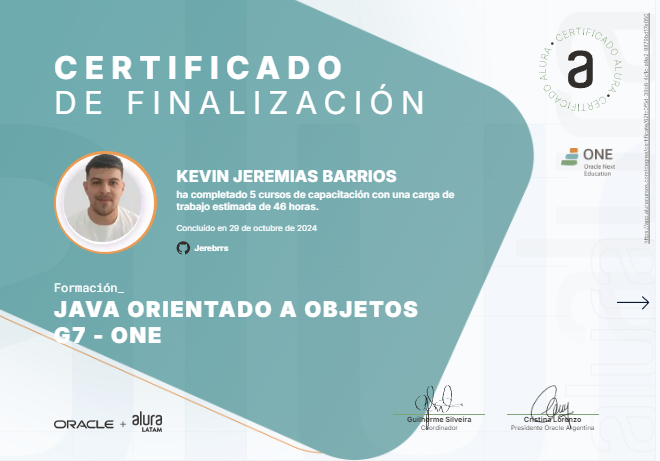 CERTIFICADO
DE FINALIZACIÓN
CERTIFICADO ALURA • CERTIFICADO ALURA •
a
ONE
Oracle Next
Education
KEVIN JEREMIAS BARRIOS
ha completado 5 cursos de capacitación con una carga de
trabajo estimada de 46 horas.
Concluído en 29 de octubre de 2024
Jerebrrs
Formación_
JAVA ORIENTADO A OBJETOS
G7 - ONE
ORACLE + alura
LATAM
Guilherme Silveira
Coordinador
Cristina Lorenzo
Presidente Oracle Argentina